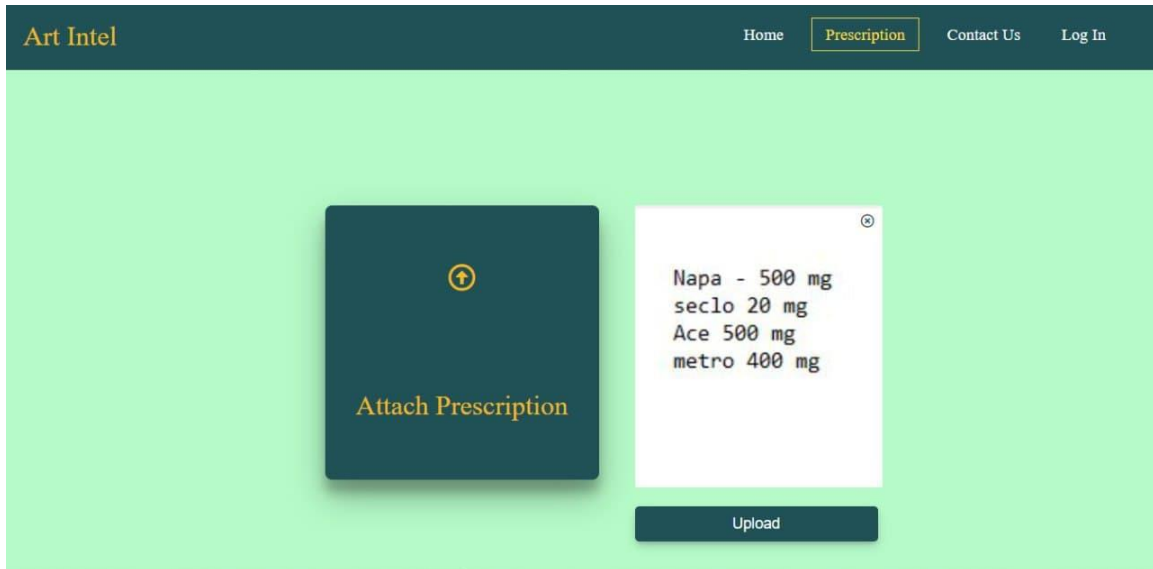 Art Intel
Home Prescription Contact Us Log In
Napa - 500 mg
seclo 20 mg
Ace 500 mg
metro 400 mg
Attach Prescription
Upload